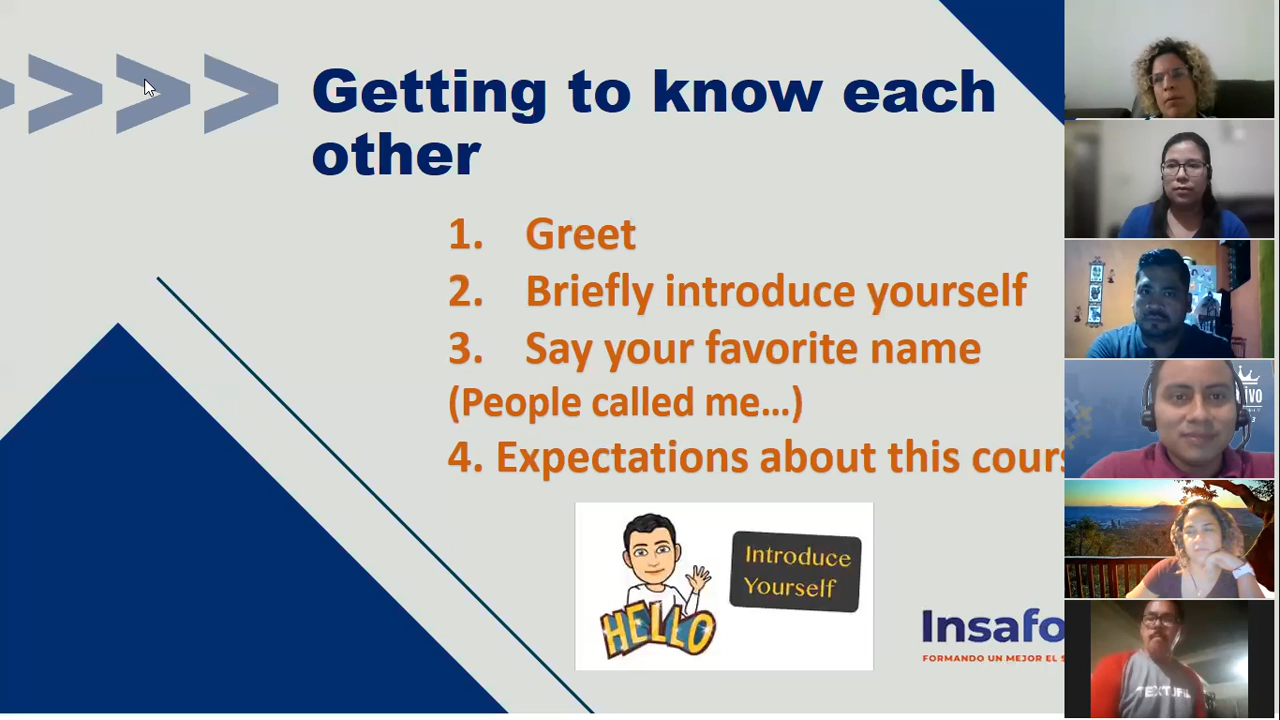 Getting to know each
other
1. Greet
2. Briefly introduce yourself
3. Say your favorite name
(People called me…)
4. Expectations about this cours
HELLO
Introduce
Yourself
Insafo
FORMANDO UN MEJOR EL S
ivo